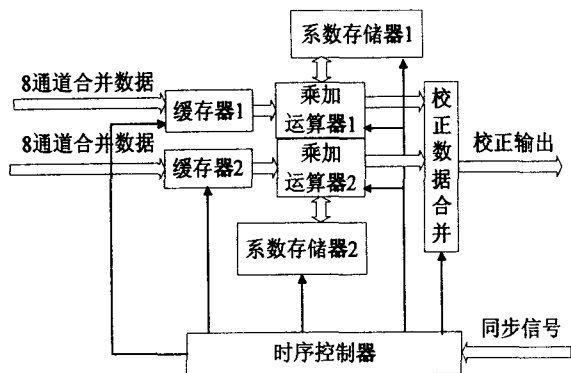 系数存储器1
8通道合并数据
缓存器1
乘加
运算器1
校正数据合并
校正输出
8通道合并数据
缓存器2
乘加
运算器2
系数存储器2
同步信号
时序控制器